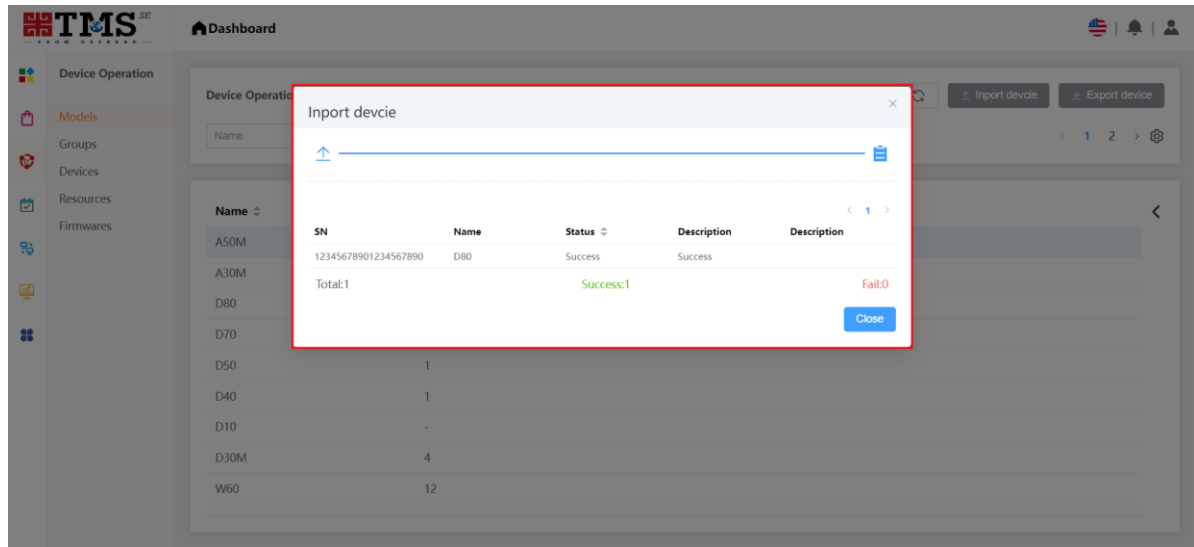 TMS SE
FROM DSPREAD
Dashboard
Device Operation
Models
Groups
Devices
Resources
Firmwares
Device Operatio
Inport devcie
Export device
Name
1 2
Inport devcie
1
SN Name Status Description Description
12345678901234567890 D80 Success Success
Total:1 Success:1 Fail:0
Close
Name
A50M
A30M
D80
D70
D50 1
D40 1
D10 -
D30M 4
W60 12